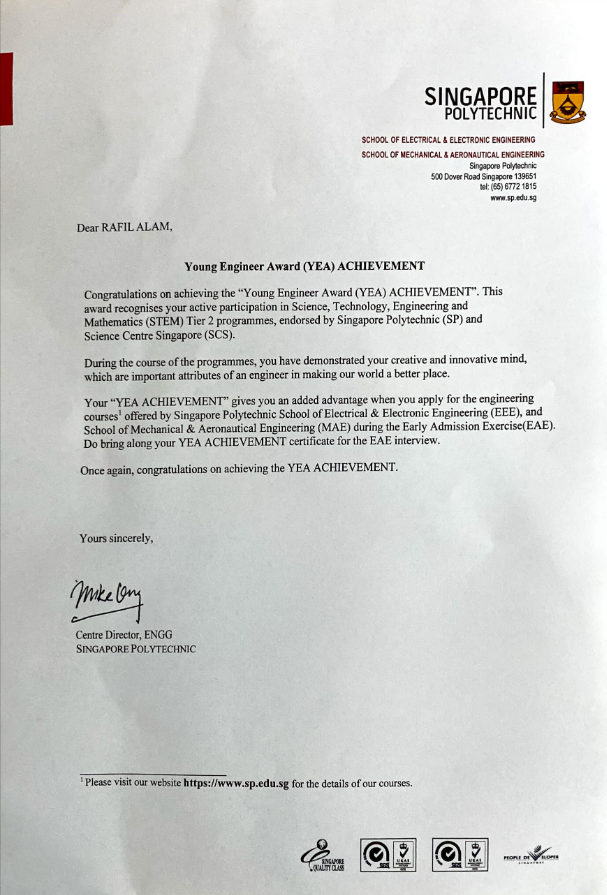 SINGAPORE
POLYTECHNIC
SCHOOL OF ELECTRICAL & ELECTRONIC ENGINEERING
SCHOOL OF MECHANICAL & AERONAUTICAL ENGINEERING
Singapore Polytechnic
500 Dover Road Singapore 139651
tel: (65) 6772 1815
www.sp.edu.sg
Dear RAFIL ALAM,
Young Engineer Award (YEA) ACHIEVEMENT
Congratulations on achieving the “Young Engineer Award (YEA) ACHIEVEMENT”. This
award recognises your active participation in Science, Technology, Engineering and
Mathematics (STEM) Tier 2 programmes, endorsed by Singapore Polytechnic (SP) and
Science Centre Singapore (SCS).
During the course of the programmes, you have demonstrated your creative and innovative mind,
which are important attributes of an engineer in making our world a better place.
Your “YEA ACHIEVEMENT” gives you an added advantage when you apply for the engineering
courses¹ offered by Singapore Polytechnic School of Electrical & Electronic Engineering (EEE), and
School of Mechanical & Aeronautical Engineering (MAE) during the Early Admission Exercise(EAE).
Do bring along your YEA ACHIEVEMENT certificate for the EAE interview.
Once again, congratulations on achieving the YEA ACHIEVEMENT.
Yours sincerely,
Mike Ong
Centre Director, ENGG
SINGAPORE POLYTECHNIC
¹ Please visit our website https://www.sp.edu.sg for the details of our courses.
SINGAPORE
QUALITY CLASS
SGS
UKAS
SGS
UKAS
PEOPLE DE ELOPER
SINGAPORE